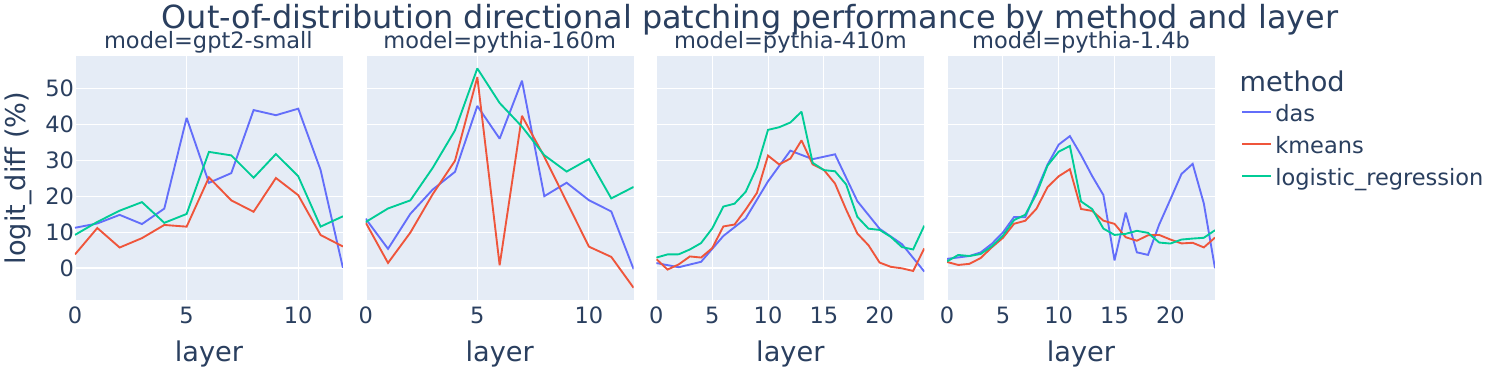 Out-of-distribution directional patching performance by method and layer
model=gpt2-small
model=pythia-160m
model=pythia-410m
model=pythia-1.4b
logit_diff (%)
50
40
30
20
10
0
0 5 10
0 5 10
0 5 10 15 20
0 5 10 15 20
layer
layer
layer
layer
method
das
kmeans
logistic_regression